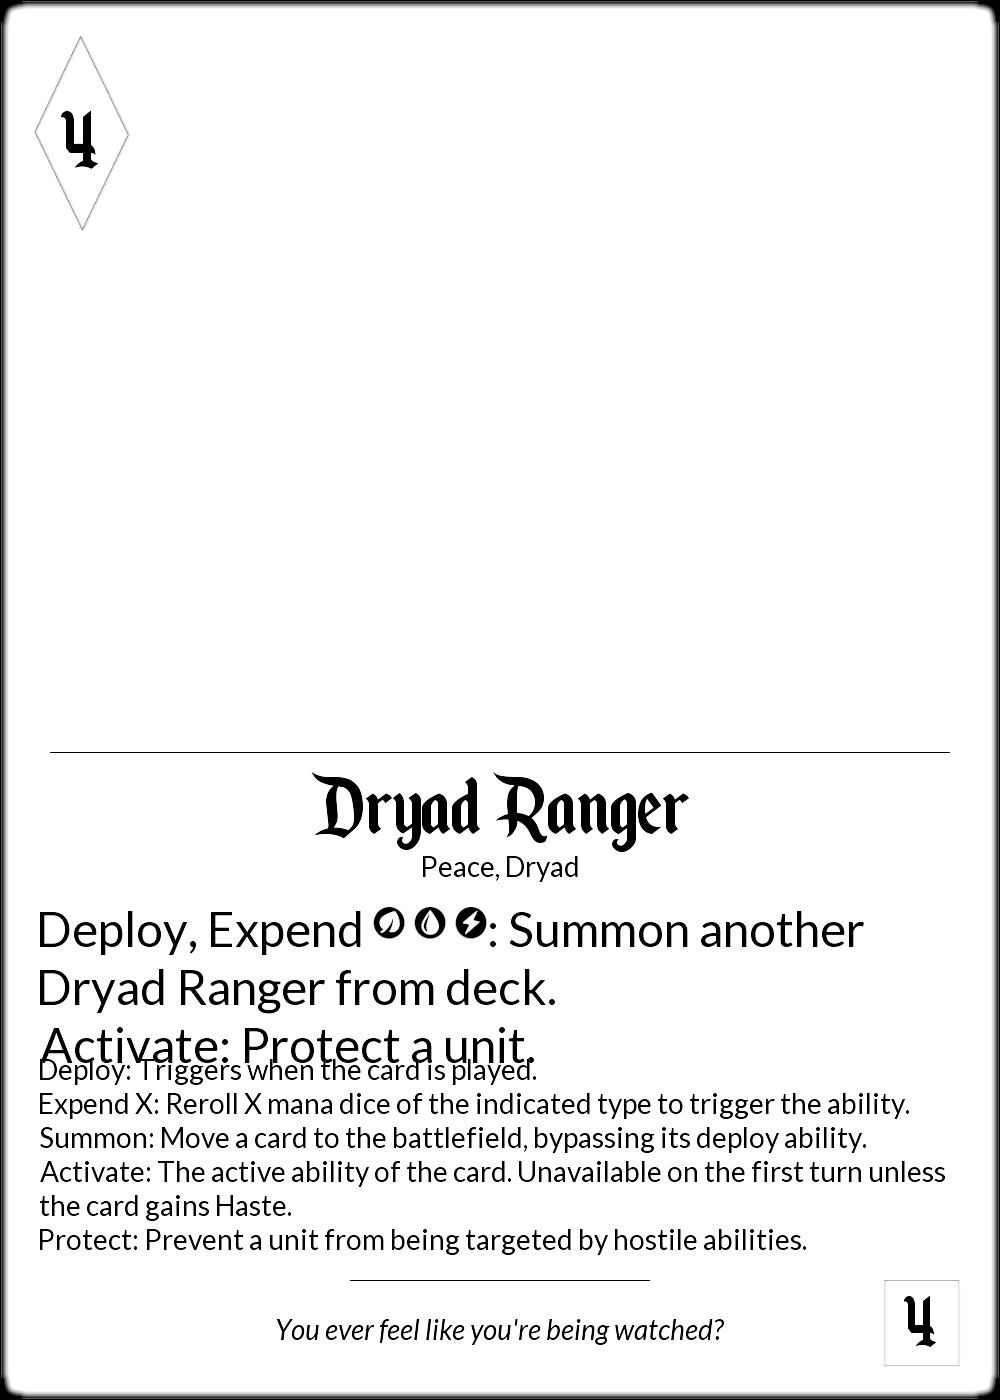 4
Dryad Ranger
Peace, Dryad
Deploy, Expend : Summon another
Dryad Ranger from deck.
Activate: Protect a unit.
Deploy: Triggers when the card is played.
Expend X: Reroll X mana dice of the indicated type to trigger the ability.
Summon: Move a card to the battlefield, bypassing its deploy ability.
Activate: The active ability of the card. Unavailable on the first turn unless
the card gains Haste.
Protect: Prevent a unit from being targeted by hostile abilities.
You ever feel like you're being watched?
4